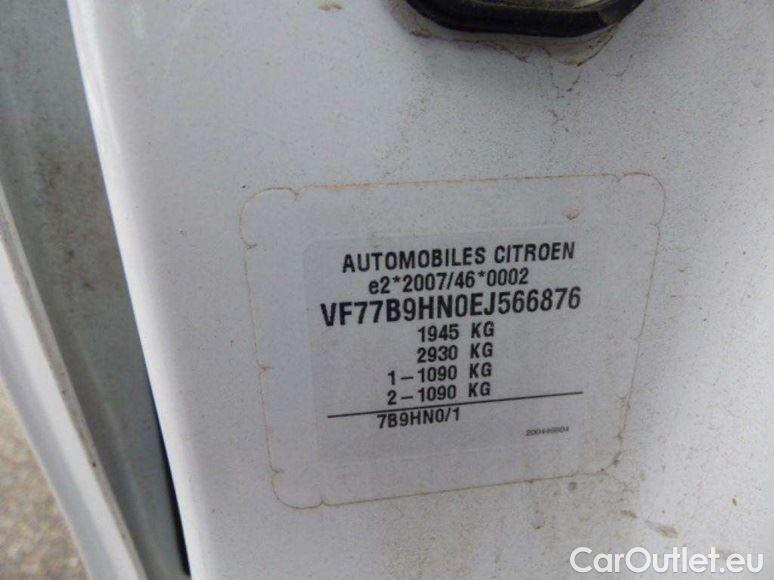 AUTOMOBILES CITROEN
e2*2007/46*0002
VF77B9HN0EJ566876
1945 KG
2930 KG
1-1090 KG
2-1090 KG
7B9HN0/1
CarOutlet.eu